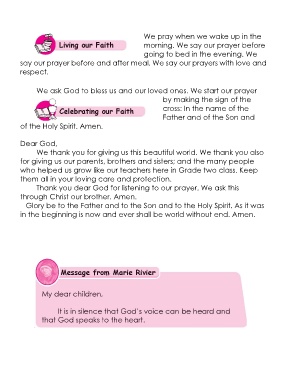 Living our Faith
We pray when we wake up in the
morning. We say our prayer before
going to bed in the evening. We
say our prayer before and after meal. We say our prayers with love and
respect.
We ask God to bless us and our loved ones. We start our prayer
Celebrating our Faith
by making the sign of the
cross: In the name of the
Father and of the Son and
of the Holy Spirit. Amen.
Dear God,
We thank you for giving us this beautiful world. We thank you also
for giving us our parents, brothers and sisters; and the many people
who helped us grow like our teachers here in Grade two class. Keep
them all in your loving care and protection.
Thank you dear God for listening to our prayer. We ask this
through Christ our brother. Amen.
Glory be to the Father and to the Son and to the Holy Spirit. As it was
in the beginning is now and ever shall be world without end. Amen.
Message from Marie Rivier
My dear children,
It is in silence that God's voice can be heard and
that God speaks to the heart.